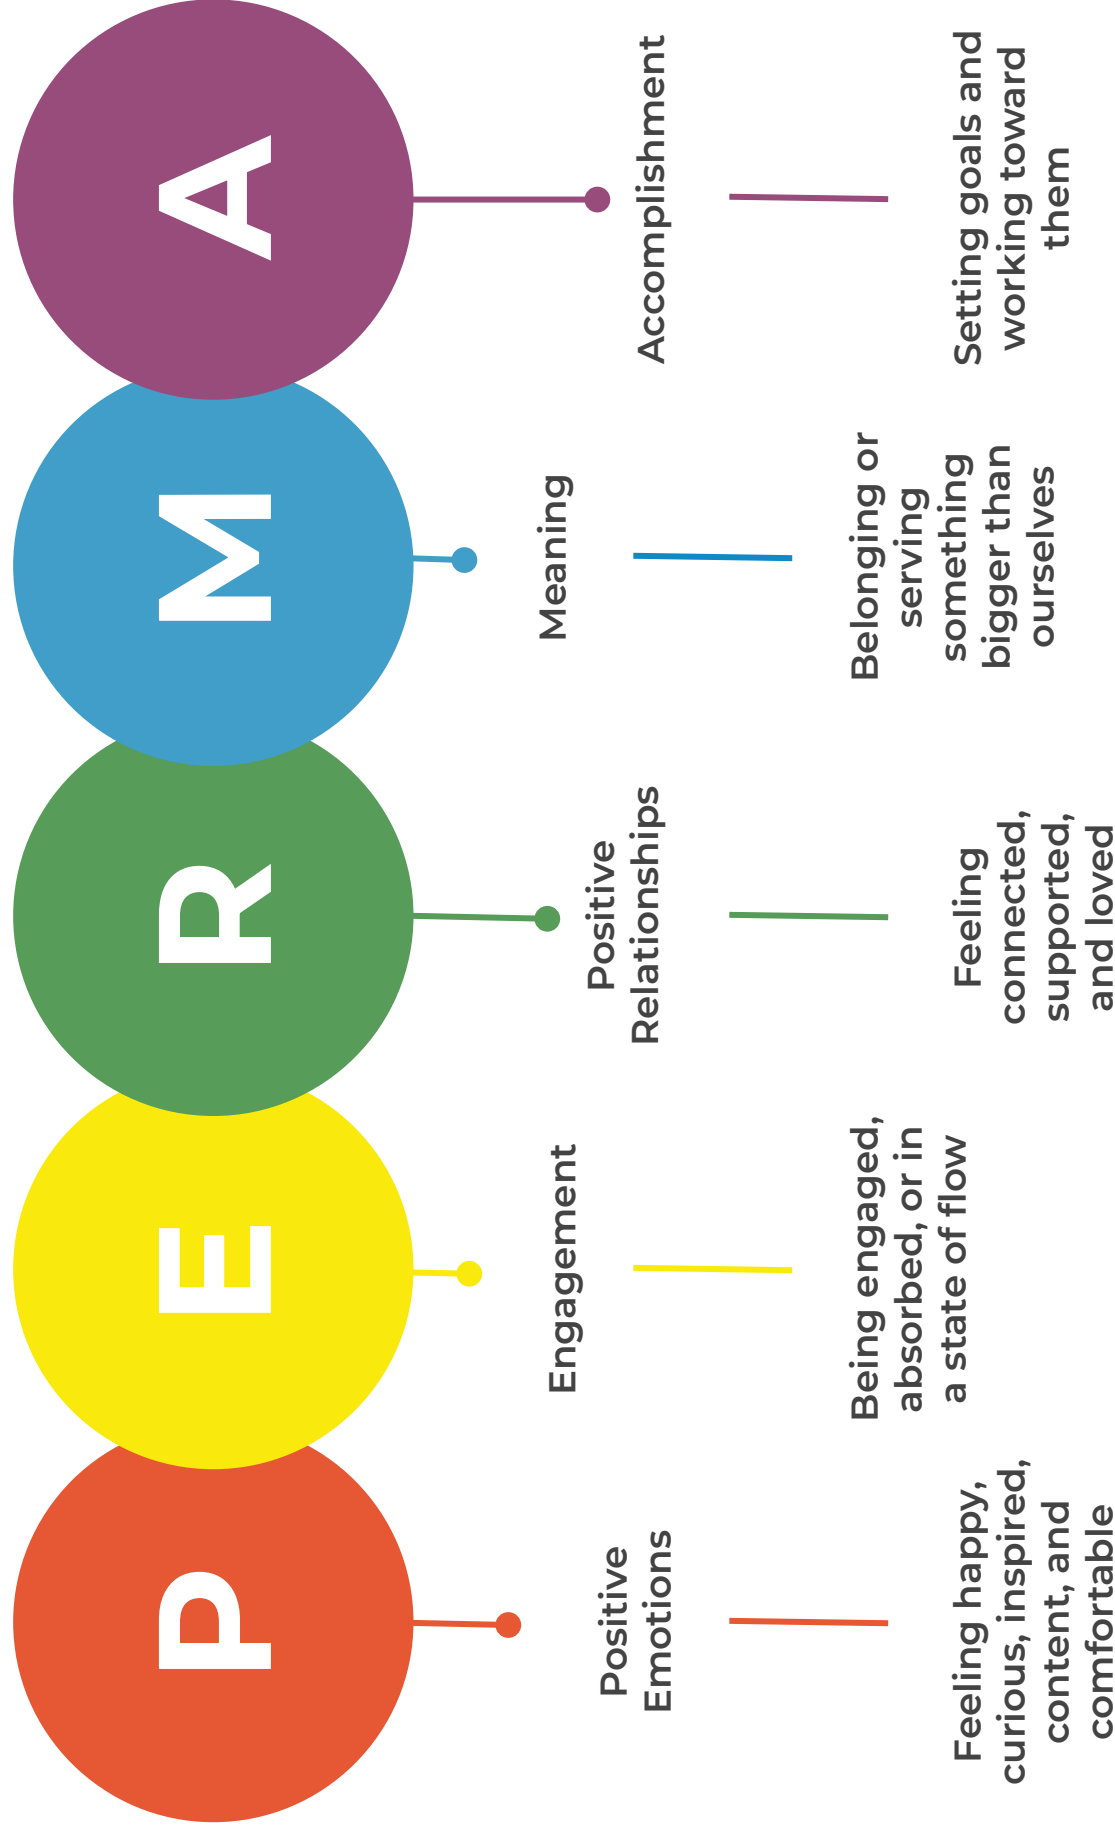 P
Positive
Emotions
Feeling happy,
curious, inspired,
content, and
comfortable
E
Engagement
Being engaged,
absorbed, or in
a state of flow
R
Positive
Relationships
Feeling
connected,
supported,
and loved
M
Meaning
Belonging or
serving
something
bigger than
ourselves
A
Accomplishment
Setting goals and
working toward
them